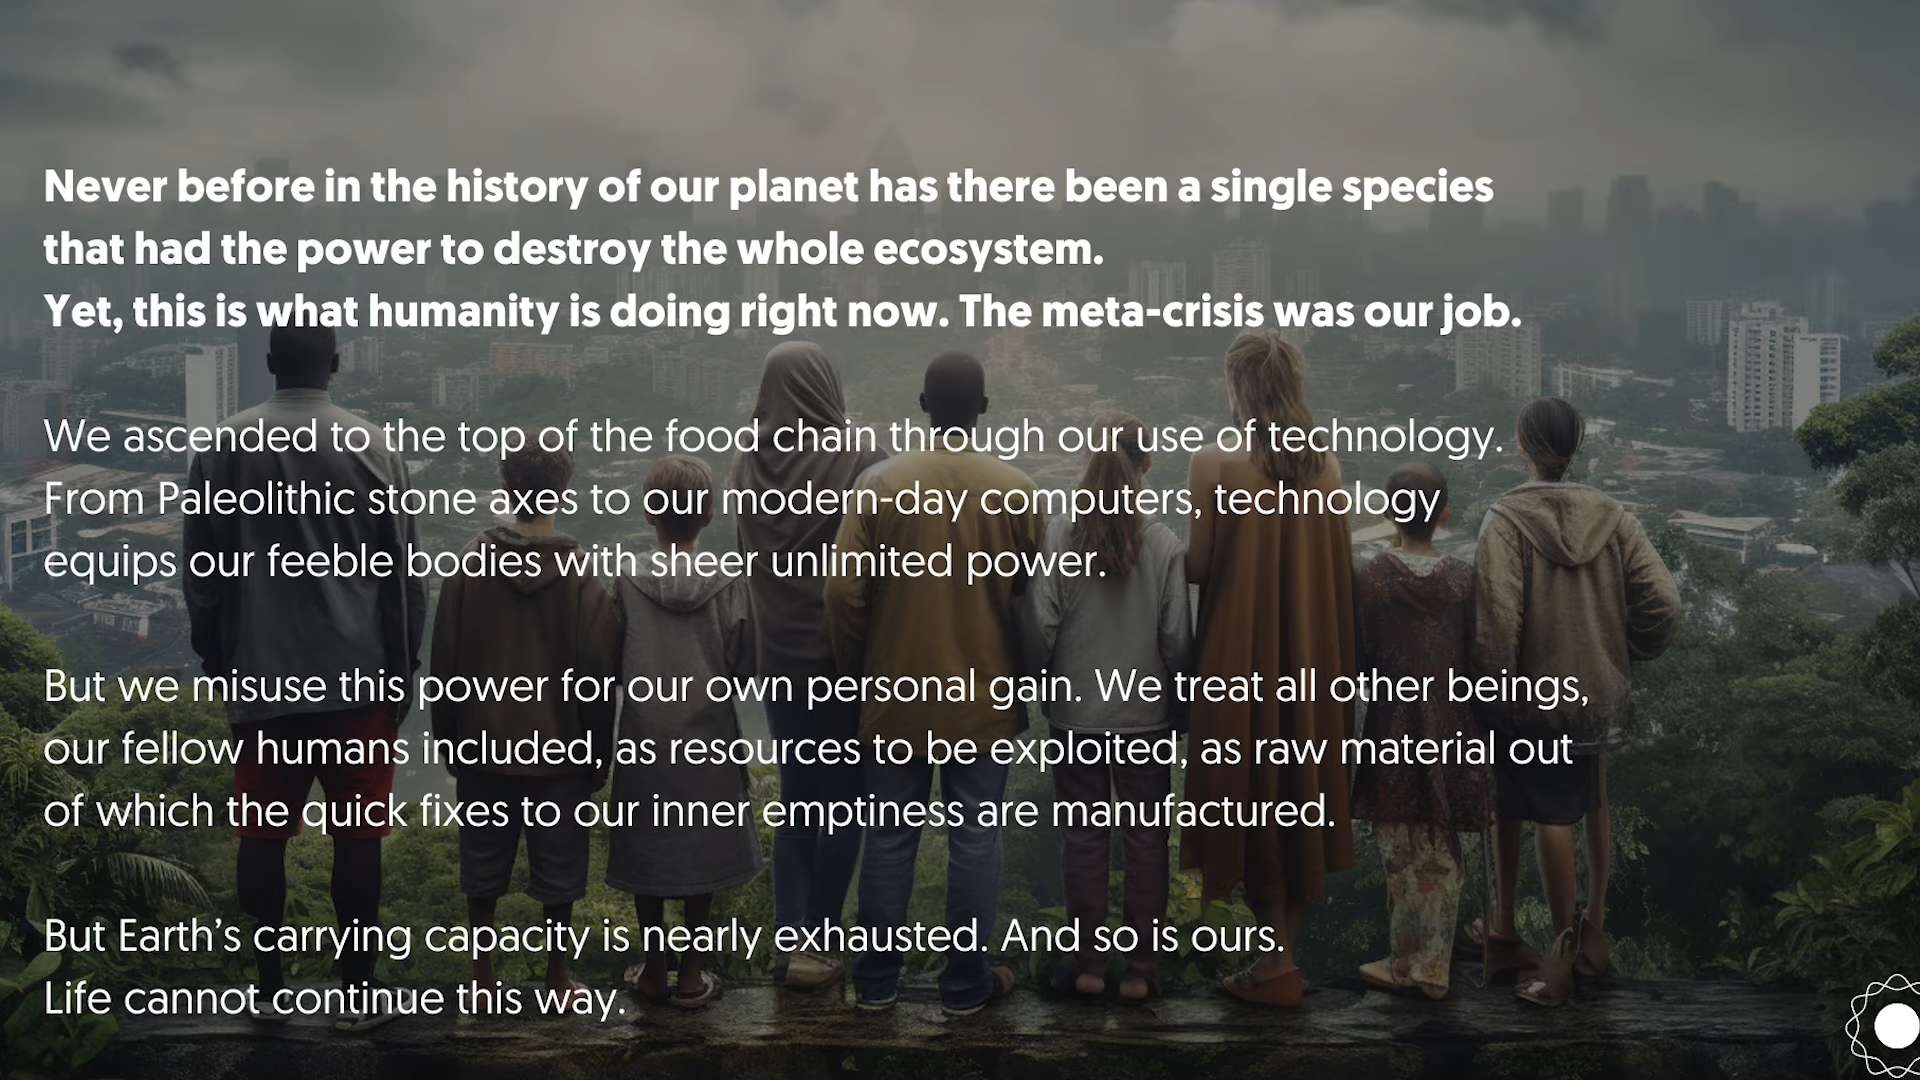 Never before in the history of our planet has there been a single species
that had the power to destroy the whole ecosystem.
Yet, this is what humanity is doing right now. The meta-crisis was our job.
We ascended to the top of the food chain through our use of technology.
From Paleolithic stone axes to our modern-day computers, technology
equips our feeble bodies with sheer unlimited power.
But we misuse this power for our own personal gain. We treat all other beings,
our fellow humans included, as resources to be exploited, as raw material out
of which the quick fixes to our inner emptiness are manufactured.
But Earth’s carrying capacity is nearly exhausted. And so is ours.
Life cannot continue this way.